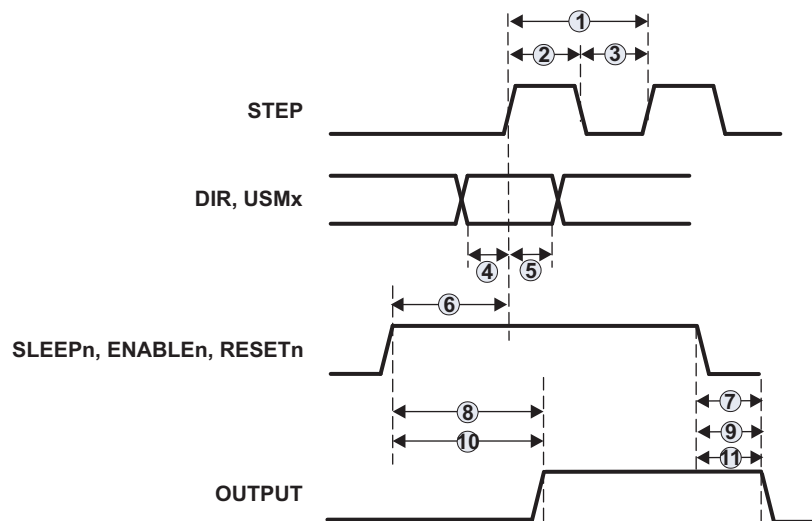 1
2 3
STEP
DIR, USMx
4 5
6
SLEEPn, ENABLEn, RESETn
7
8
9
10
11
OUTPUT